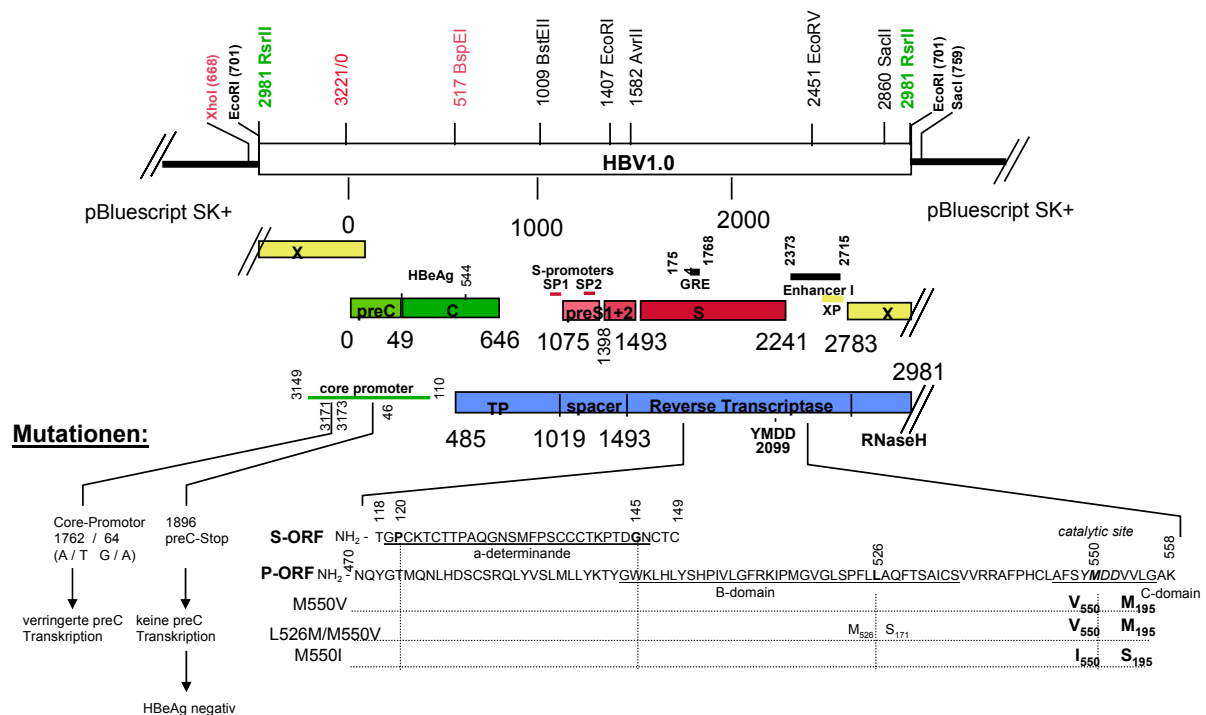 XhoI (668)
EcoRI (701)
2981 RsrII
3221/0
517 BspEI
1009 BstEII
1407 EcoRI
1582 AvrII
2451 EcoRV
2860 SacII
2981 RsrII
EcoRI (701)
SacI (759)
HBV1.0
pBluescript SK+
pBluescript SK+
0
1000
2000
X
HBeAg
544
S-promoters
SP1
SP2
175
4
1768
GRE
2373
2715
Enhancer I
XP
preC
C
preS1+2
S
X
0
49
646
1075
1398
1493
2241
2783
2981
3149
core promoter
110
3171
3173
46
TP
spacer
Reverse Transcriptase
485
1019
1493
YMDD
2099
RNaseH
Mutationen:
Core-Promotor
1762 / 64
(A / T G / A)
1896
preC-Stop
verringerte preC
Transkription
keine preC
Transkription
HBeAg negativ
118
120
145
149
S-ORF NH2 - TGPCKTCTTPAQGNSMFPSCCCTKPTDGNCTC
a-determinande
470
526
catalytic site
550
558
P-ORF NH2 - NQYGTMQNLHDSCSRQLYVSLMLLYKTYGWKLHLYSHPIVLGFRKIPMGVGLSPFLLAQFTSAICSVVRRAFPHCLAFSYMDDVVLGAK
B-domain
C-domain
M550V V550 M195
L526M/M550V M526 S171 V550 M195
M550I I550 S195